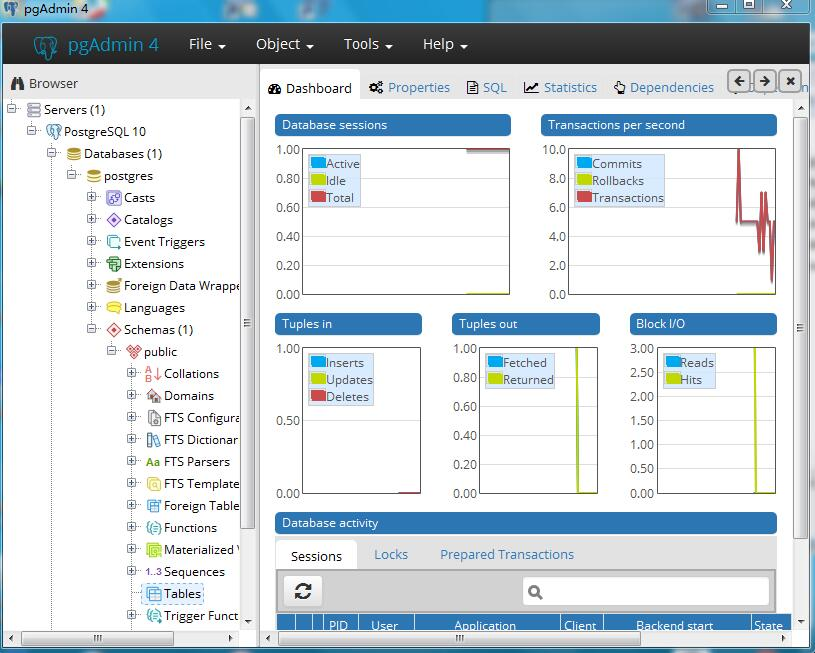 pgAdmin 4
pgAdmin 4 File Object Tools Help
Browser
Dashboard Properties SQL Statistics Dependencies
Servers (1)
PostgreSQL 10
Databases (1)
postgres
Casts
Catalogs
Event Triggers
Extensions
Foreign Data Wrappe
Languages
Schemas (1)
public
Collations
Domains
FTS Configura
FTS Dictionar
Aa FTS Parsers
FTS Template
Foreign Table
Functions
Materialized V
1..3 Sequences
Tables
Trigger Funct
Database sessions
1.00
0.80
0.60
0.40
0.20
0.00
Active
Idle
Total
Transactions per second
10.0
8.0
6.0
4.0
2.0
0.0
Commits
Rollbacks
Transactions
Tuples in
1.00
0.50
0.00
Inserts
Updates
Deletes
Tuples out
1.00
0.80
0.60
0.40
0.20
0.00
Fetched
Returned
Block I/O
3.00
2.50
2.00
1.50
1.00
0.50
0.00
Reads
Hits
Database activity
Sessions Locks Prepared Transactions
PID User Application Client Backend start State